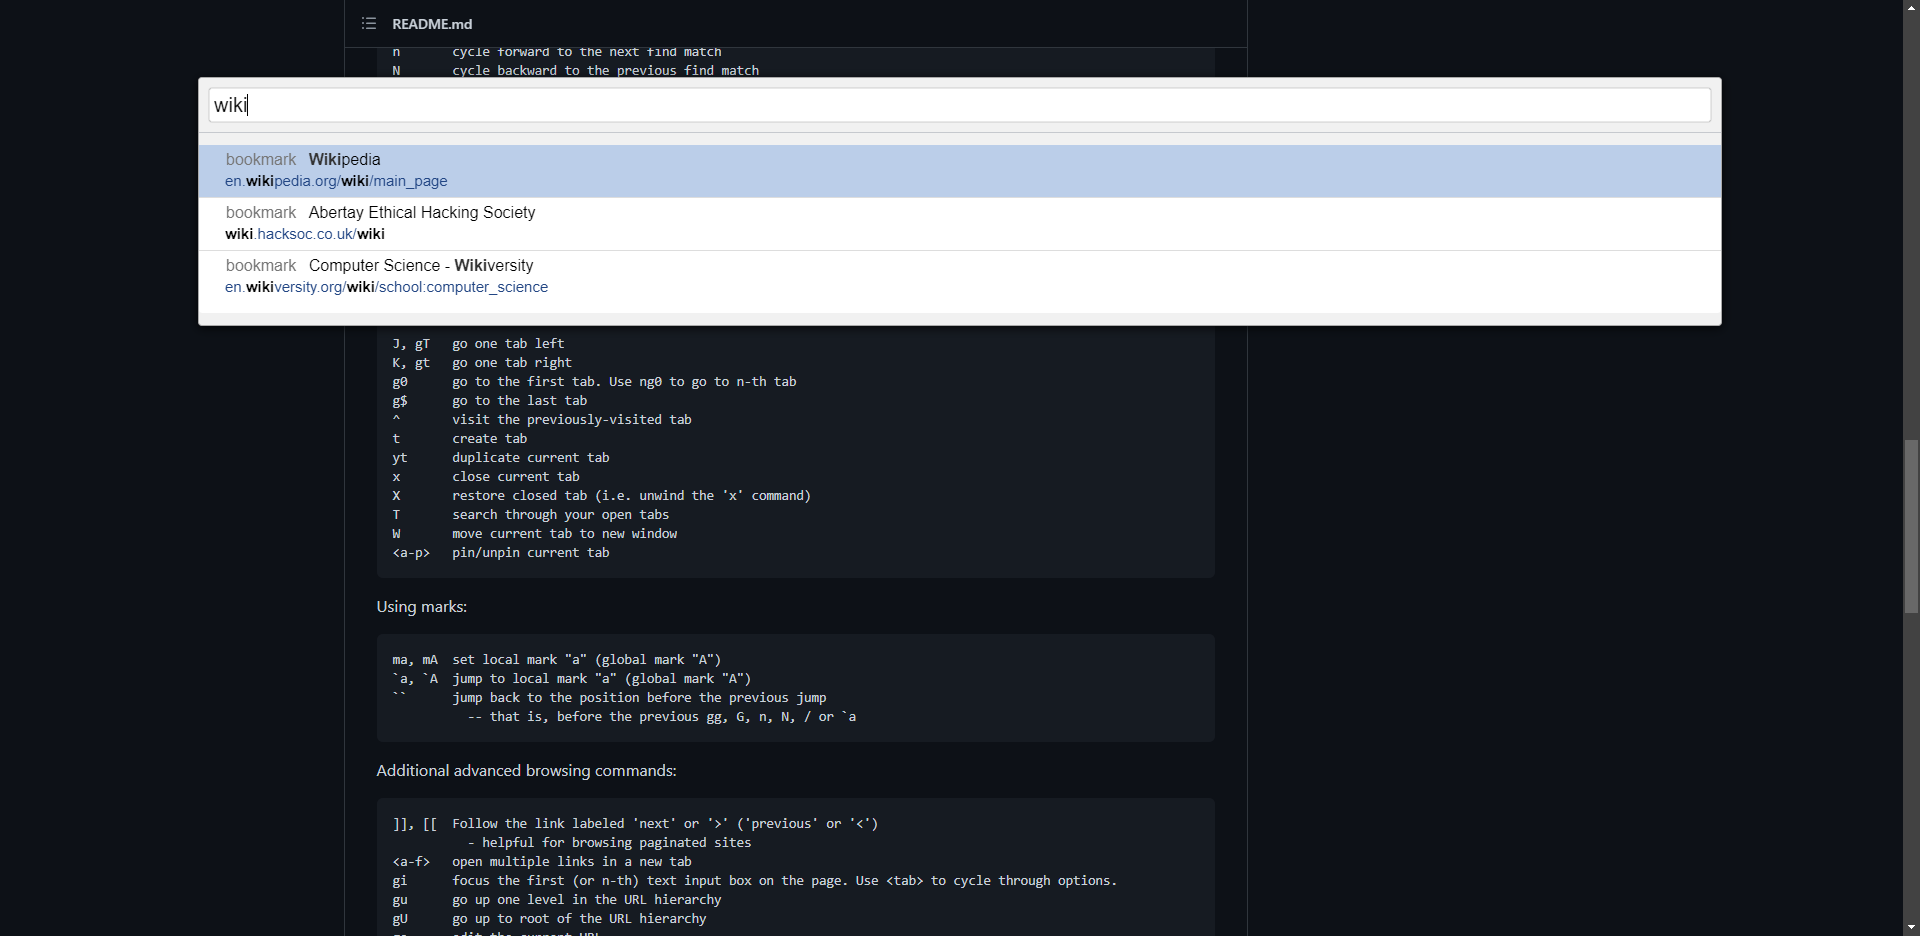 README.md
n cycle forward to the next find match
N cycle backward to the previous find match
wiki
bookmark Wikipedia
en.wikipedia.org/wiki/main_page
bookmark Abertay Ethical Hacking Society
wiki.hacksoc.co.uk/wiki
bookmark Computer Science - Wikiversity
en.wikiversity.org/wiki/school:computer_science
J, gT go one tab left
K, gt go one tab right
g0 go to the first tab. Use ng0 to go to n-th tab
g$ go to the last tab
^ visit the previously-visited tab
t create tab
yt duplicate current tab
x close current tab
X restore closed tab (i.e. unwind the 'x' command)
T search through your open tabs
W move current tab to new window
<a-p> pin/unpin current tab
Using marks:
ma, mA set local mark "a" (global mark "A")
`a, `A jump to local mark "a" (global mark "A")
`` jump back to the position before the previous jump
-- that is, before the previous gg, G, n, N, / or `a
Additional advanced browsing commands:
]], [[ Follow the link labeled 'next' or '>' ('previous' or '<')
- helpful for browsing paginated sites
<a-f> open multiple links in a new tab
gi focus the first (or n-th) text input box on the page. Use <tab> to cycle through options.
gu go up one level in the URL hierarchy
gU go up to root of the URL hierarchy